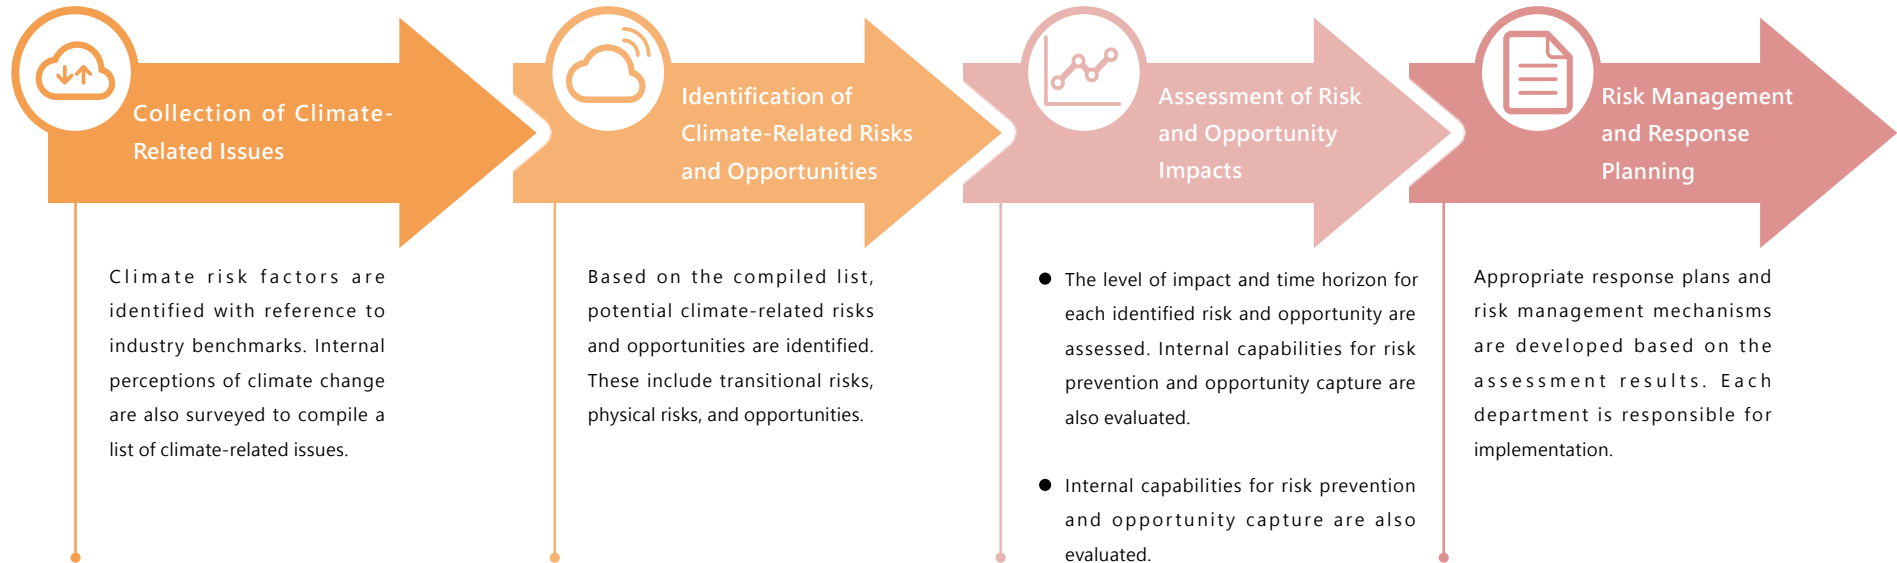 Collection of Climate-
Related Issues
Climate risk factors are
identified with reference to
industry benchmarks. Internal
perceptions of climate change
are also surveyed to compile a
list of climate-related issues.
Identification of
Climate-Related Risks
and Opportunities
Based on the compiled list,
potential climate-related risks
and opportunities are identified.
These include transitional risks,
physical risks, and opportunities.
Assessment of Risk
and Opportunity
Impacts
● The level of impact and time horizon for
each identified risk and opportunity are
assessed. Internal capabilities for risk
prevention and opportunity capture are
also evaluated.
● Internal capabilities for risk prevention
and opportunity capture are also
evaluated.
Risk Management
and Response
Planning
Appropriate response plans and
risk management mechanisms
are developed based on the
assessment results. Each
department is responsible for
implementation.